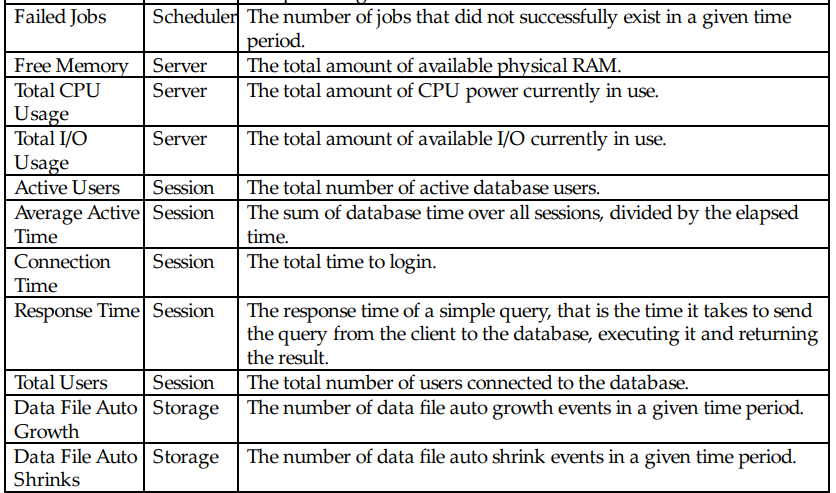 Failed Jobs Scheduler The number of jobs that did not successfully exist in a given time
period.
Free Memory Server The total amount of available physical RAM.
Total CPU Server The total amount of CPU power currently in use.
Usage
Total I/O Server The total amount of available I/O currently in use.
Usage
Active Users Session The total number of active database users.
Average Active Session The sum of database time over all sessions, divided by the elapsed
Time time.
Connection Session The total time to login.
Time
Response Time Session The response time of a simple query, that is the time it takes to send
the query from the client to the database, executing it and returning
the result.
Total Users Session The total number of users connected to the database.
Data File Auto Storage The number of data file auto growth events in a given time period.
Growth
Data File Auto Storage The number of data file auto shrink events in a given time period.
Shrinks